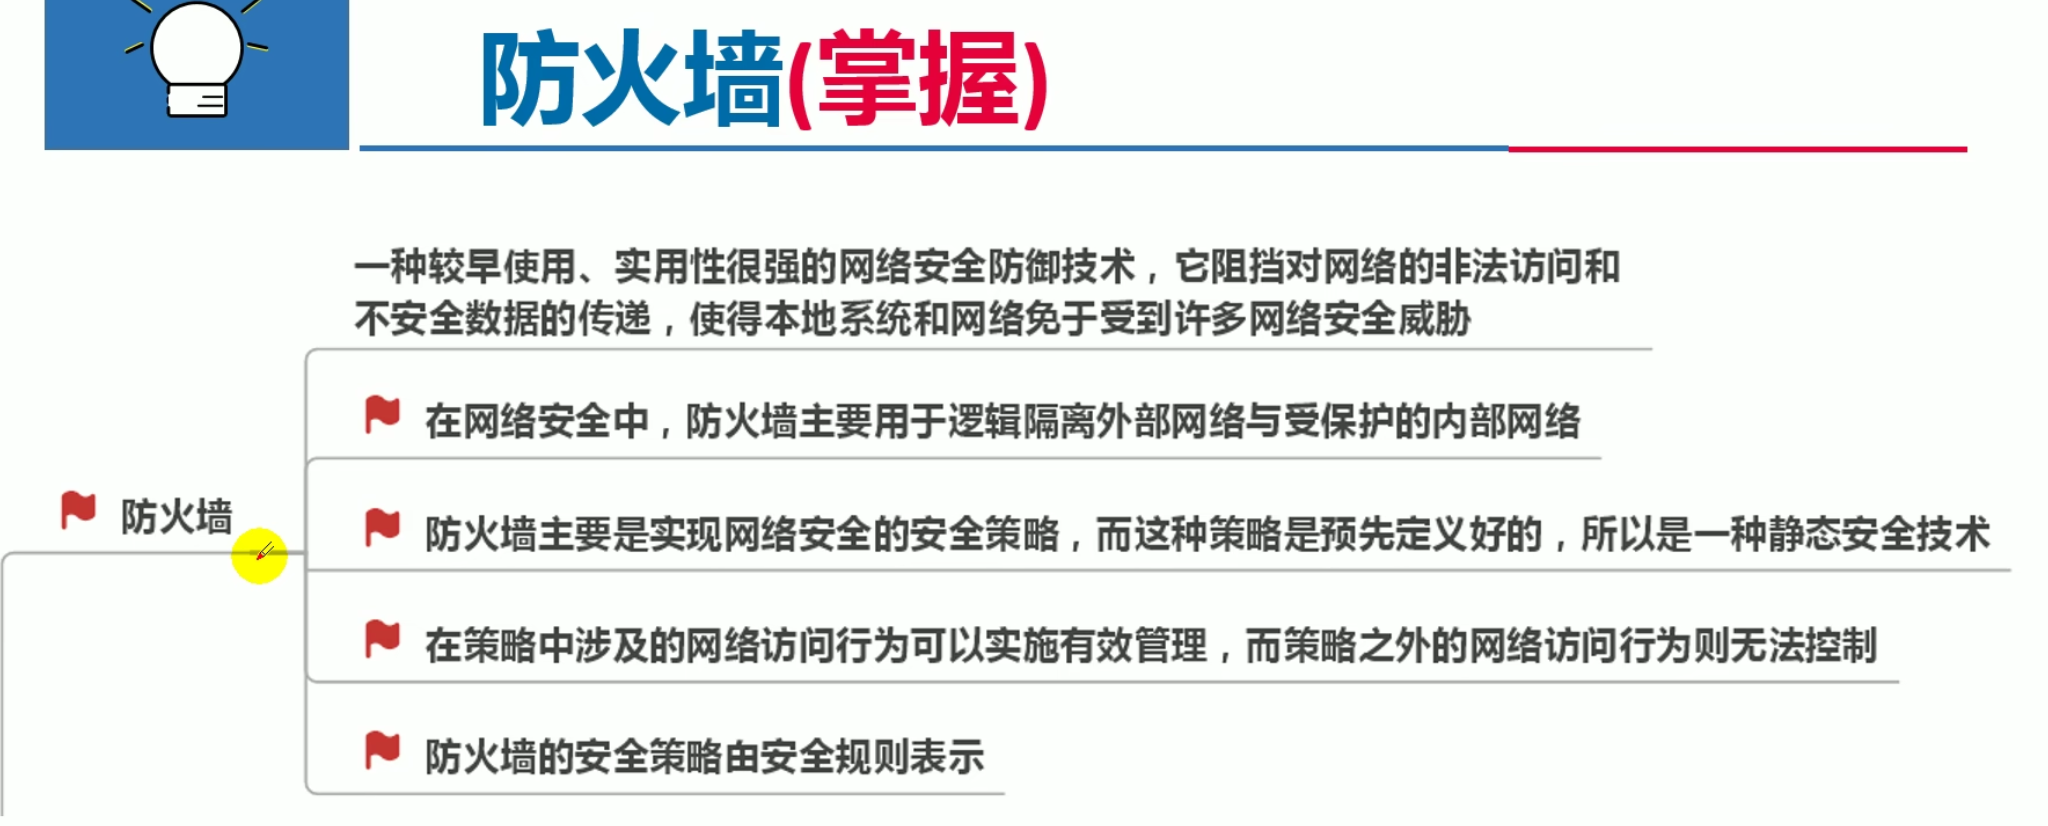 防火墙(掌握)
一种较早使用、实用性很强的网络安全防御技术，它阻挡对网络的非法访问和
不安全数据的传递，使得本地系统和网络免于受到许多网络安全威胁
在网络安全中，防火墙主要用于逻辑隔离外部网络与受保护的内部网络
防火墙
防火墙主要是实现网络安全的安全策略，而这种策略是预先定义好的，所以是一种静态安全技术
在策略中涉及的网络访问行为可以实施有效管理，而策略之外的网络访问行为则无法控制
防火墙的安全策略由安全规则表示